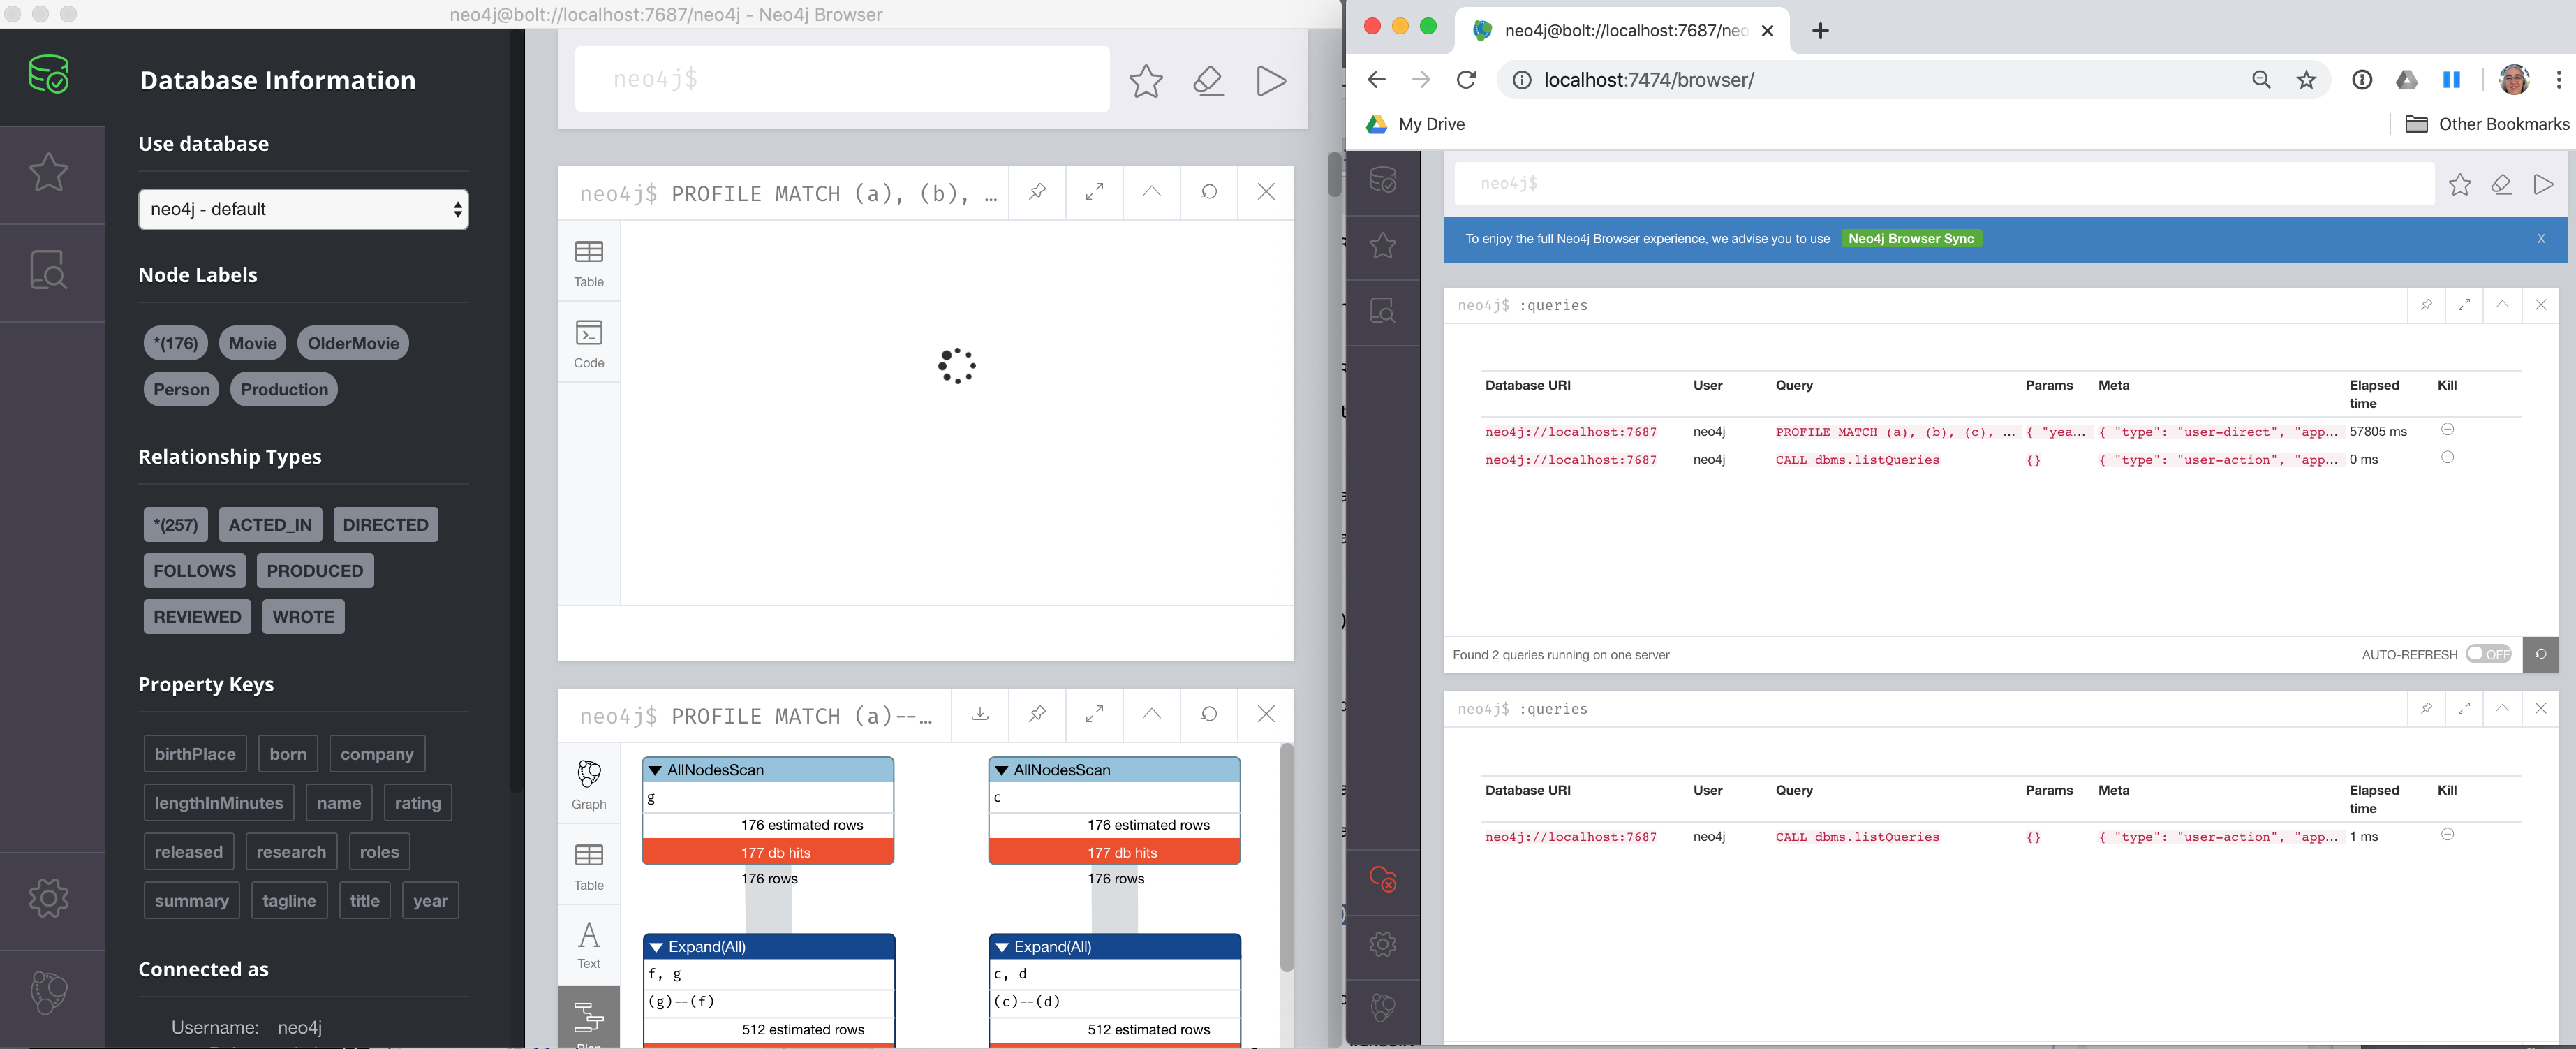 neo4j@bolt://localhost:7687/neo4j - Neo4j Browser
Database Information
Use database
neo4j - default
Node Labels
*(176) Movie OlderMovie
Person Production
Relationship Types
*(257) ACTED_IN DIRECTED
FOLLOWS PRODUCED
REVIEWED WROTE
Property Keys
birthPlace born company
lengthInMinutes name rating
released research roles
summary tagline title year
Connected as
Username: neo4j
neo4j$
neo4j$ PROFILE MATCH (a), (b), …
Table
Code
neo4j$ PROFILE MATCH (a)--…
Graph
Table
Text
Plan
AllNodesScan
g
176 estimated rows
177 db hits
176 rows
Expand(All)
f, g
(g)--(f)
512 estimated rows
AllNodesScan
c
176 estimated rows
177 db hits
176 rows
Expand(All)
c, d
(c)--(d)
512 estimated rows
neo4j@bolt://localhost:7687/neo
localhost:7474/browser/
My Drive
Other Bookmarks
neo4j$
To enjoy the full Neo4j Browser experience, we advise you to use Neo4j Browser Sync X
neo4j$ :queries
Database URI User Query Params Meta Elapsed time Kill
neo4j://localhost:7687 neo4j PROFILE MATCH (a), (b), (c), ... { "yea... { "type": "user-direct", "app... 57805 ms
neo4j://localhost:7687 neo4j CALL dbms.listQueries {} { "type": "user-action", "app... 0 ms
Found 2 queries running on one server AUTO-REFRESH OFF
neo4j$ :queries
Database URI User Query Params Meta Elapsed time Kill
neo4j://localhost:7687 neo4j CALL dbms.listQueries {} { "type": "user-action", "app... 1 ms